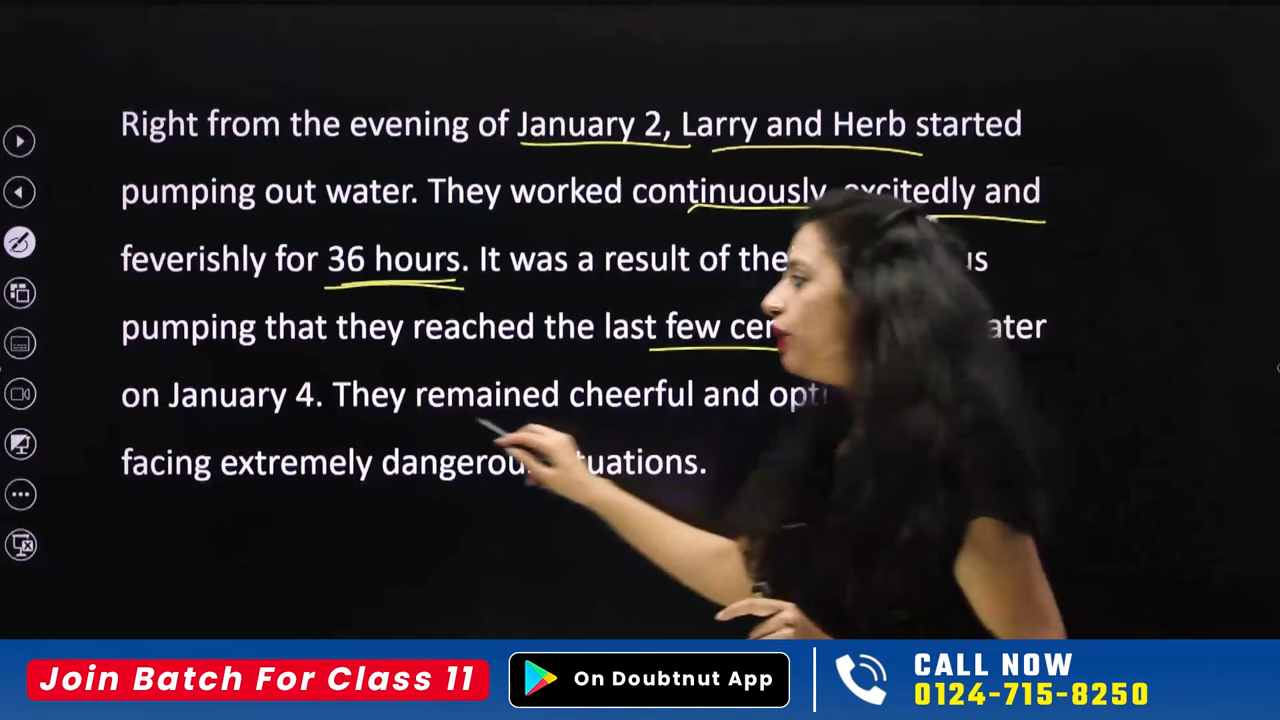 Right from the evening of January 2, Larry and Herb started
pumping out water. They worked continuously, excitedly and
feverishly for 36 hours. It was a result of the
pumping that they reached the last few
on January 4. They remained cheerful and
facing extremely dangerous situations.
Join Batch For Class 11
On Doubtnut App
CALL NOW
0124-715-8250